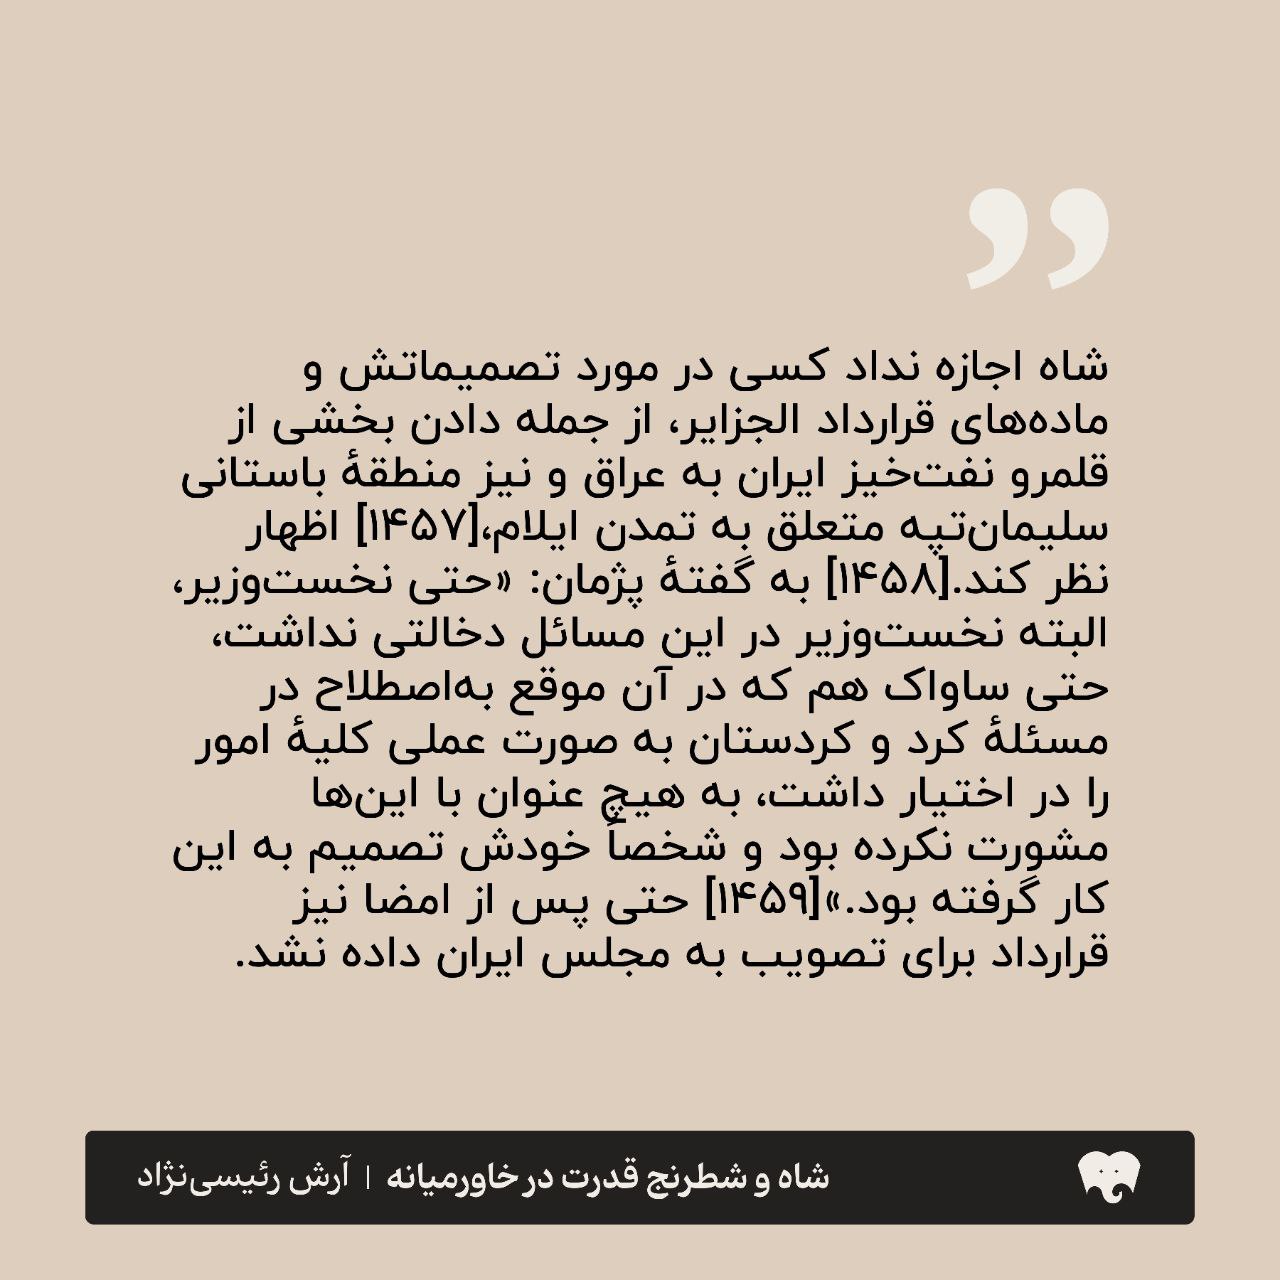 ”
شاه اجازه نداد کسی در مورد تصمیماتش و
ماده‌های قرارداد الجزایر، از جمله دادن بخشی از
قلمرو نفت‌خیز ایران به عراق و نیز منطقهٔ باستانی
سلیمان‌تپه متعلق به تمدن ایلام،[۱۴۵۷] اظهار
نظر کند.[۱۴۵۸] به گفتهٔ پژمان: «حتی نخست‌وزیر،
البته نخست‌وزیر در این مسائل دخالتی نداشت،
حتی ساواک هم که در آن موقع به‌اصطلاح در
مسئلهٔ کرد و کردستان به صورت عملی کلیهٔ امور
را در اختیار داشت، به هیچ عنوان با این‌ها
مشورت نکرده بود و شخصاً خودش تصمیم به این
کار گرفته بود.»[۱۴۵۹] حتی پس از امضا نیز
قرارداد برای تصویب به مجلس ایران داده نشد.
شاه و شطرنج قدرت در خاورمیانه | آرش رئیسی‌نژاد